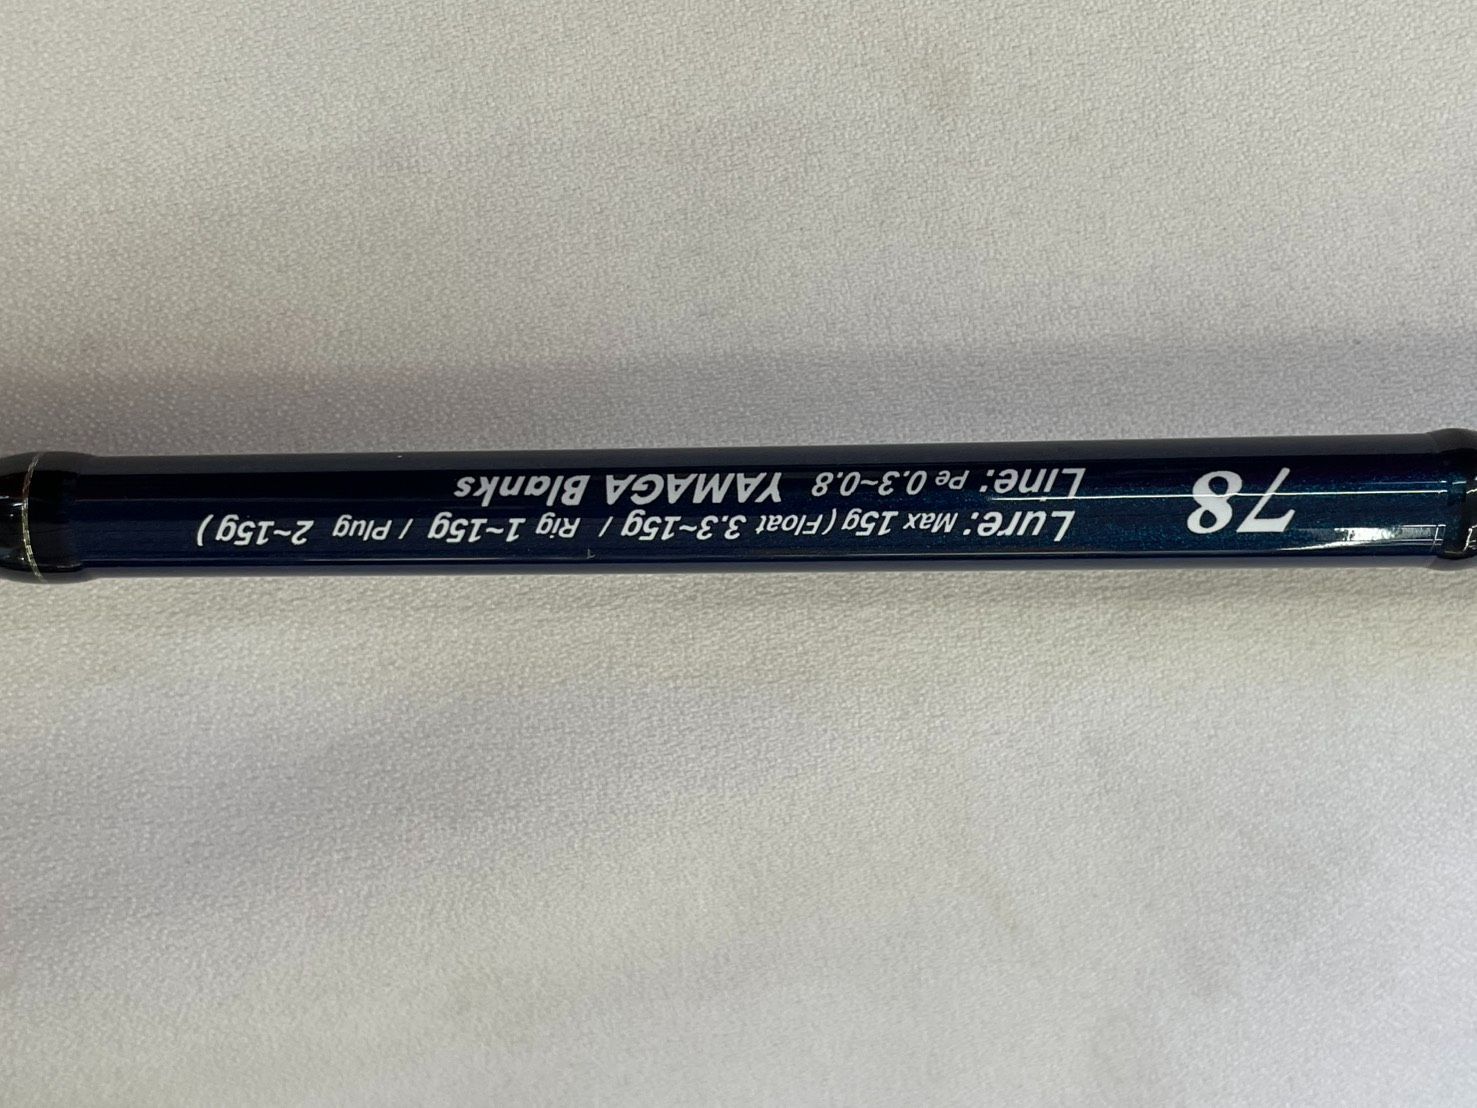 78
Lure: Max 15g (Float 3.3~15g / Rig 1~15g / Plug 2~15g)
Line: Pe 0.3~0.8 YAMAGA Blanks